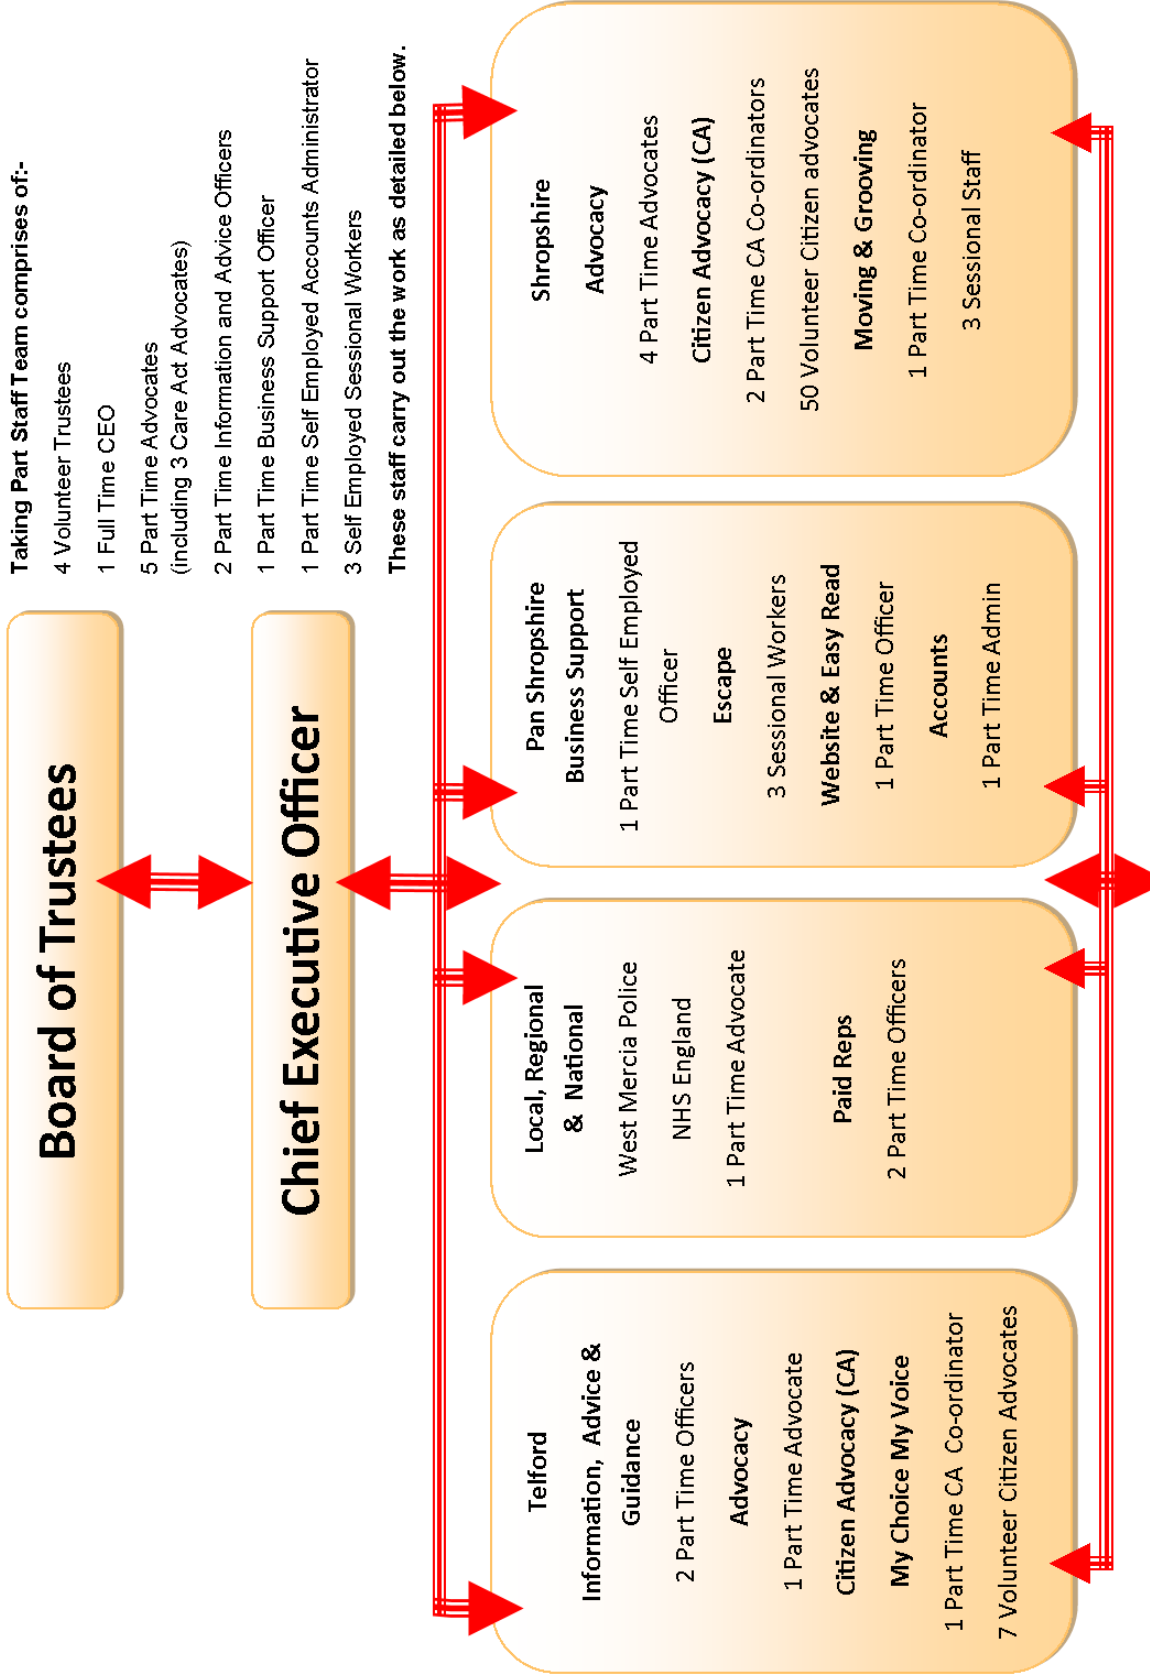 Board of Trustees
Chief Executive Officer
Taking Part Staff Team comprises of:-
4 Volunteer Trustees
1 Full Time CEO
5 Part Time Advocates
(including 3 Care Act Advocates)
2 Part Time Information and Advice Officers
1 Part Time Business Support Officer
1 Part Time Self Employed Accounts Administrator
3 Self Employed Sessional Workers
These staff carry out the work as detailed below.
Telford
Information, Advice &
Guidance
2 Part Time Officers
Advocacy
1 Part Time Advocate
Citizen Advocacy (CA)
My Choice My Voice
1 Part Time CA Co-ordinator
7 Volunteer Citizen Advocates
Local, Regional
& National
West Mercia Police
NHS England
1 Part Time Advocate
Paid Reps
2 Part Time Officers
Pan Shropshire
Business Support
1 Part Time Self Employed
Officer
Escape
3 Sessional Workers
Website & Easy Read
1 Part Time Officer
Accounts
1 Part Time Admin
Shropshire
Advocacy
4 Part Time Advocates
Citizen Advocacy (CA)
2 Part Time CA Co-ordinators
50 Volunteer Citizen advocates
Moving & Grooving
1 Part Time Co-ordinator
3 Sessional Staff